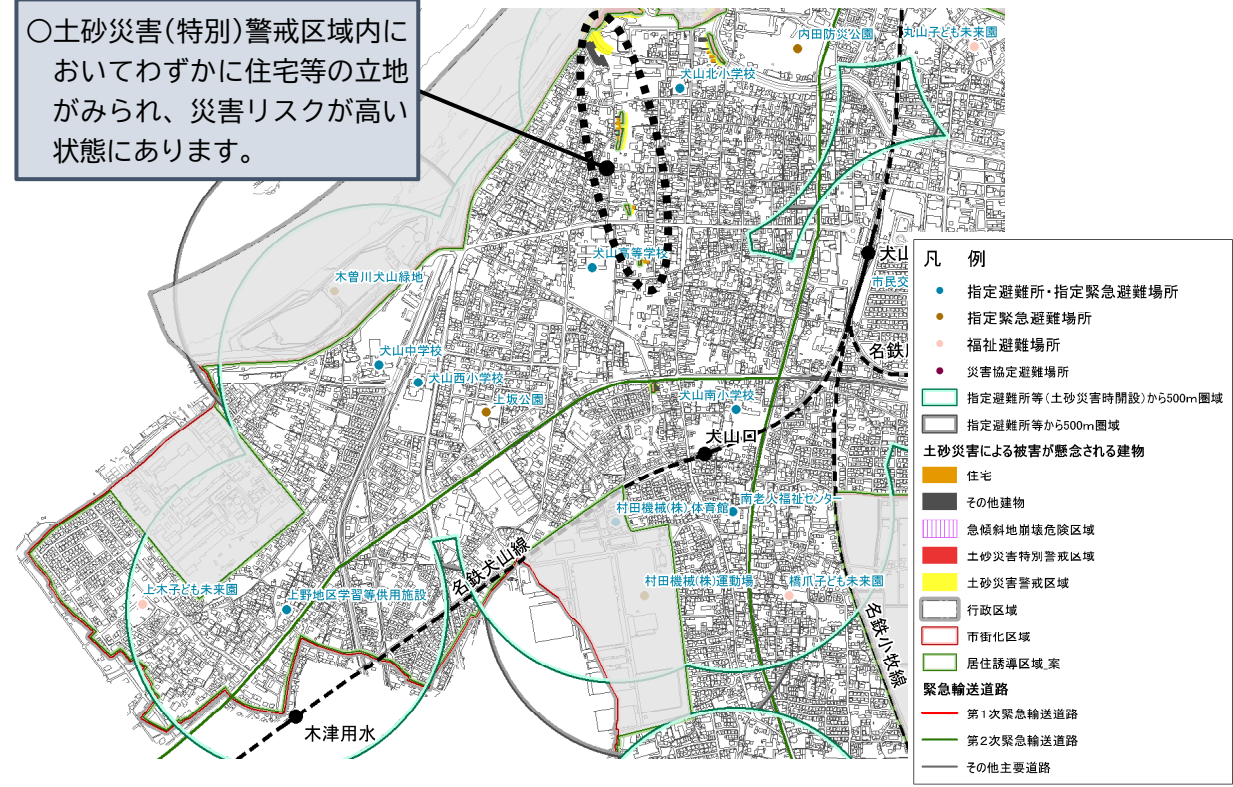 〇土砂災害(特別)警戒区域内に
おいてわずかに住宅等の立地
がみられ、災害リスクが高い
状態にあります。
内田防災公園
丸山子ども未来園
犬山北小学校
犬山高等学校
木曽川犬山緑地
市民交
名鉄
犬山中学校
犬山西小学校
上坂公園
犬山南小学校
犬山口
村田機械(株)体育館
南老人福祉センター
名鉄犬山線
上木子ども未来園
上野地区学習等供用施設
村田機械(株)運動場
橋爪子ども未来園
名鉄小牧線
木津用水
凡　例
指定避難所・指定緊急避難場所
指定緊急避難場所
福祉避難場所
災害協定避難場所
指定避難所等(土砂災害時開設)から500m圏域
指定避難所等から500m圏域
土砂災害による被害が懸念される建物
住宅
その他建物
急傾斜地崩壊危険区域
土砂災害特別警戒区域
土砂災害警戒区域
行政区域
市街化区域
居住誘導区域_案
緊急輸送道路
第1次緊急輸送道路
第2次緊急輸送道路
その他主要道路